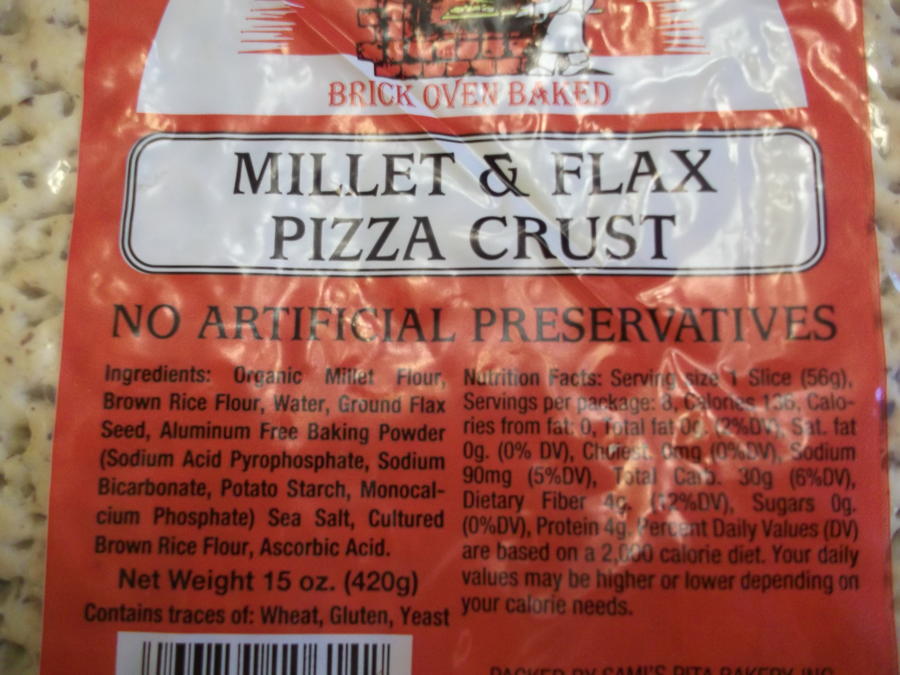 BRICK OVEN BAKED
MILLET & FLAX
PIZZA CRUST
NO ARTIFICIAL PRESERVATIVES
Ingredients: Organic Millet Flour,
Brown Rice Flour, Water, Ground Flax
Seed, Aluminum Free Baking Powder
(Sodium Acid Pyrophosphate, Sodium
Bicarbonate, Potato Starch, Monocal-
cium Phosphate) Sea Salt, Cultured
Brown Rice Flour, Ascorbic Acid.
Net Weight 15 oz. (420g)
Contains traces of: Wheat, Gluten, Yeast
Nutrition Facts: Serving size 1 Slice (56g),
Servings per package: 8, Calories 136, Calo-
ries from fat: 0, Total fat 0g. (2%DV), Sat. fat
0g. (0% DV), Cholest. 0mg (0%DV), Sodium
90mg (5%DV), Total Carb. 30g (6%DV),
Dietary Fiber 4g. (12%DV), Sugars 0g.
(0%DV), Protein 4g. Percent Daily Values (DV)
are based on a 2,000 calorie diet. Your daily
values may be higher or lower depending on
your calorie needs.
PACKED BY SAMI'S PITA BAKERY, INC